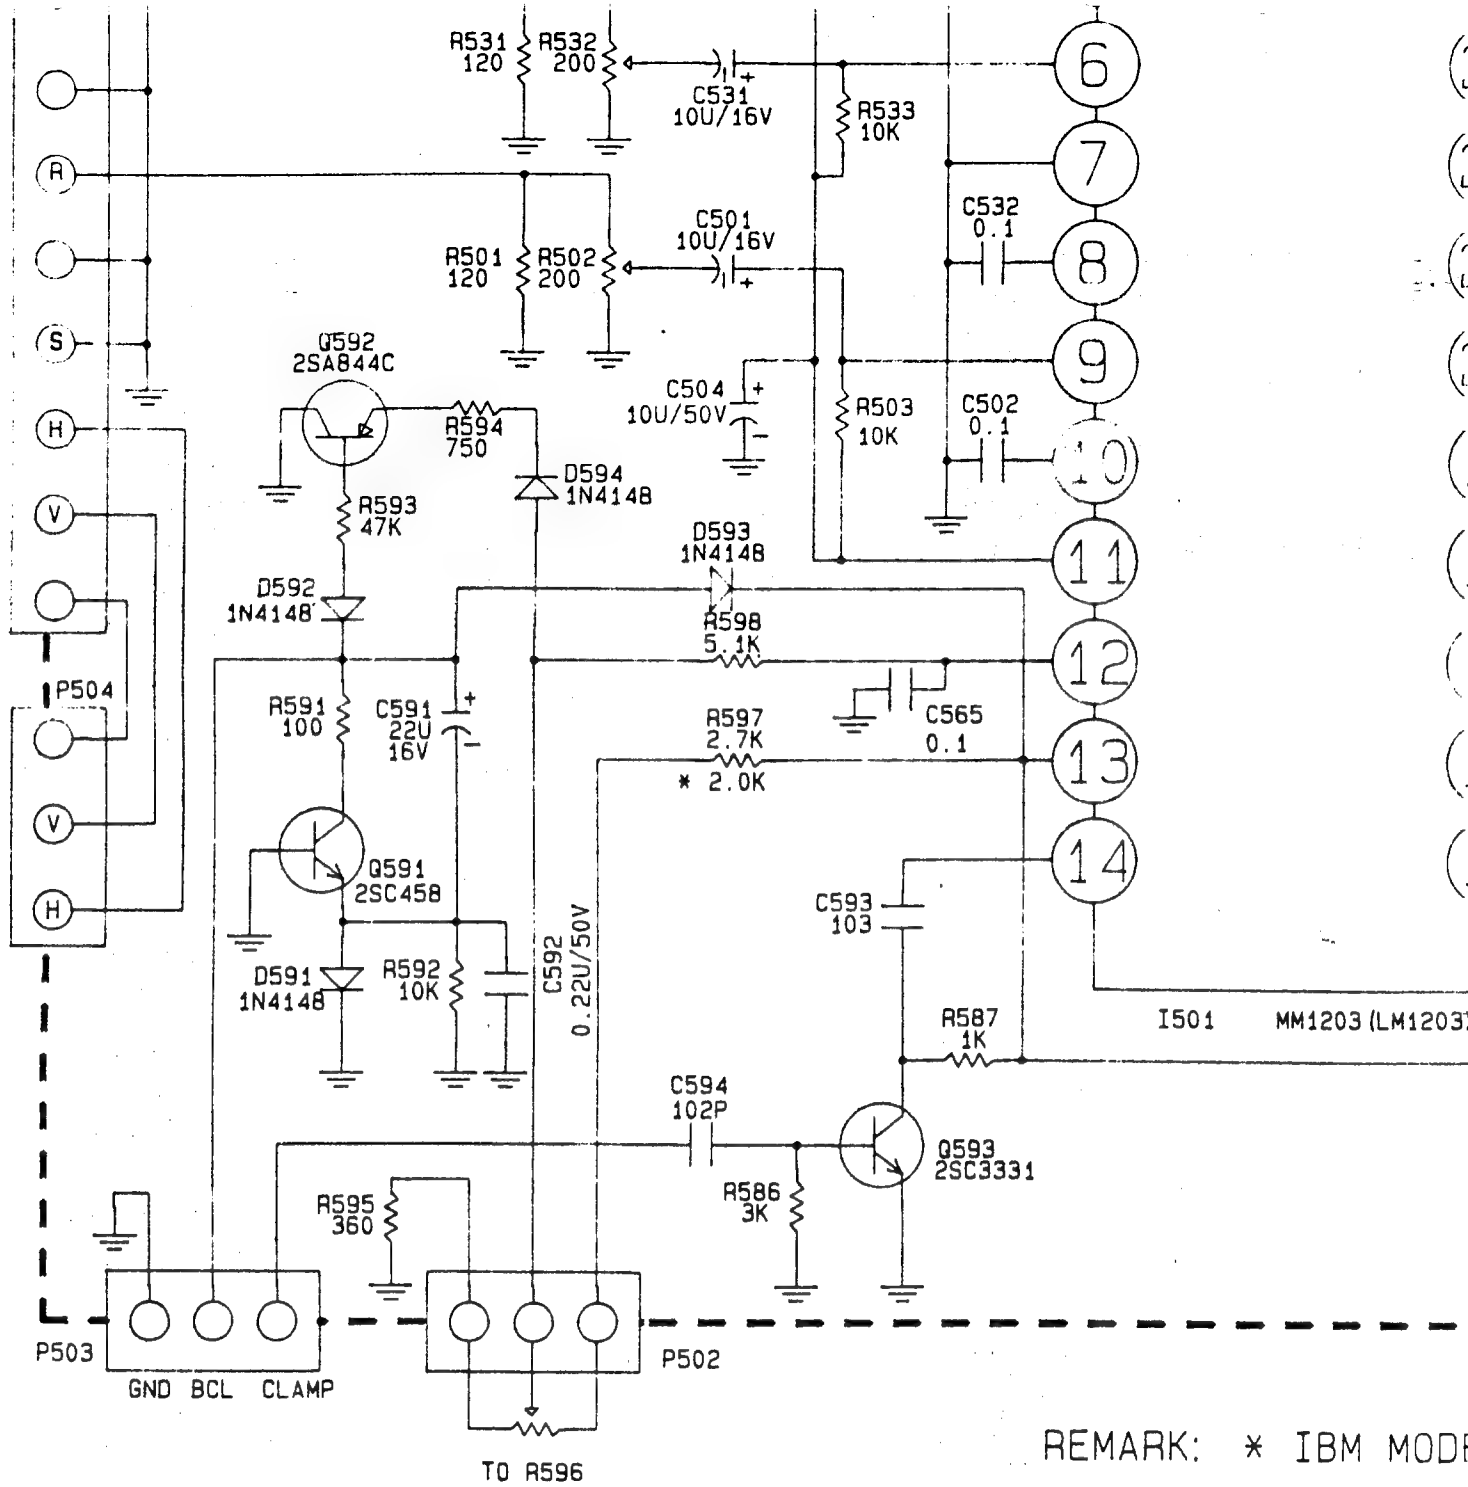 R531
120
R532
200
C531
10U/16V
R533
10K
6
R
7
C532
0.1
C501
10U/16V
R501
120
R502
200
8
S
Q592
2SA844C
9
C504
10U/50V
R503
10K
C502
0.1
H
R594
750
10
D594
1N4148
R593
47K
V
D593
1N4148
11
D592
1N4148
R598
5.1K
12
P504
R591
100
C591
22U
16V
C565
0.1
R597
2.7K
* 2.0K
13
V
Q591
2SC458
14
H
C593
103
C592
0.22U/50V
D591
1N4148
R592
10K
R587
1K
I501 MM1203(LM1203)
C594
102P
Q593
2SC3331
R595
360
R586
3K
P503
P502
GND BCL CLAMP
TO R596
REMARK: * IBM